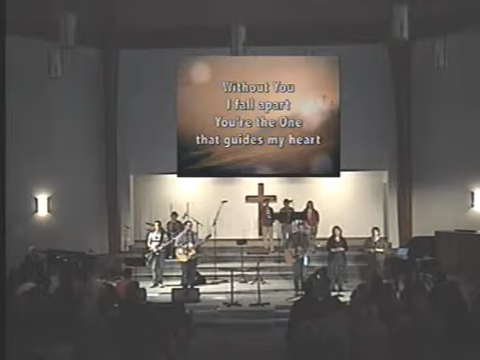 Without You
I fall apart
You're the One
that guides my heart